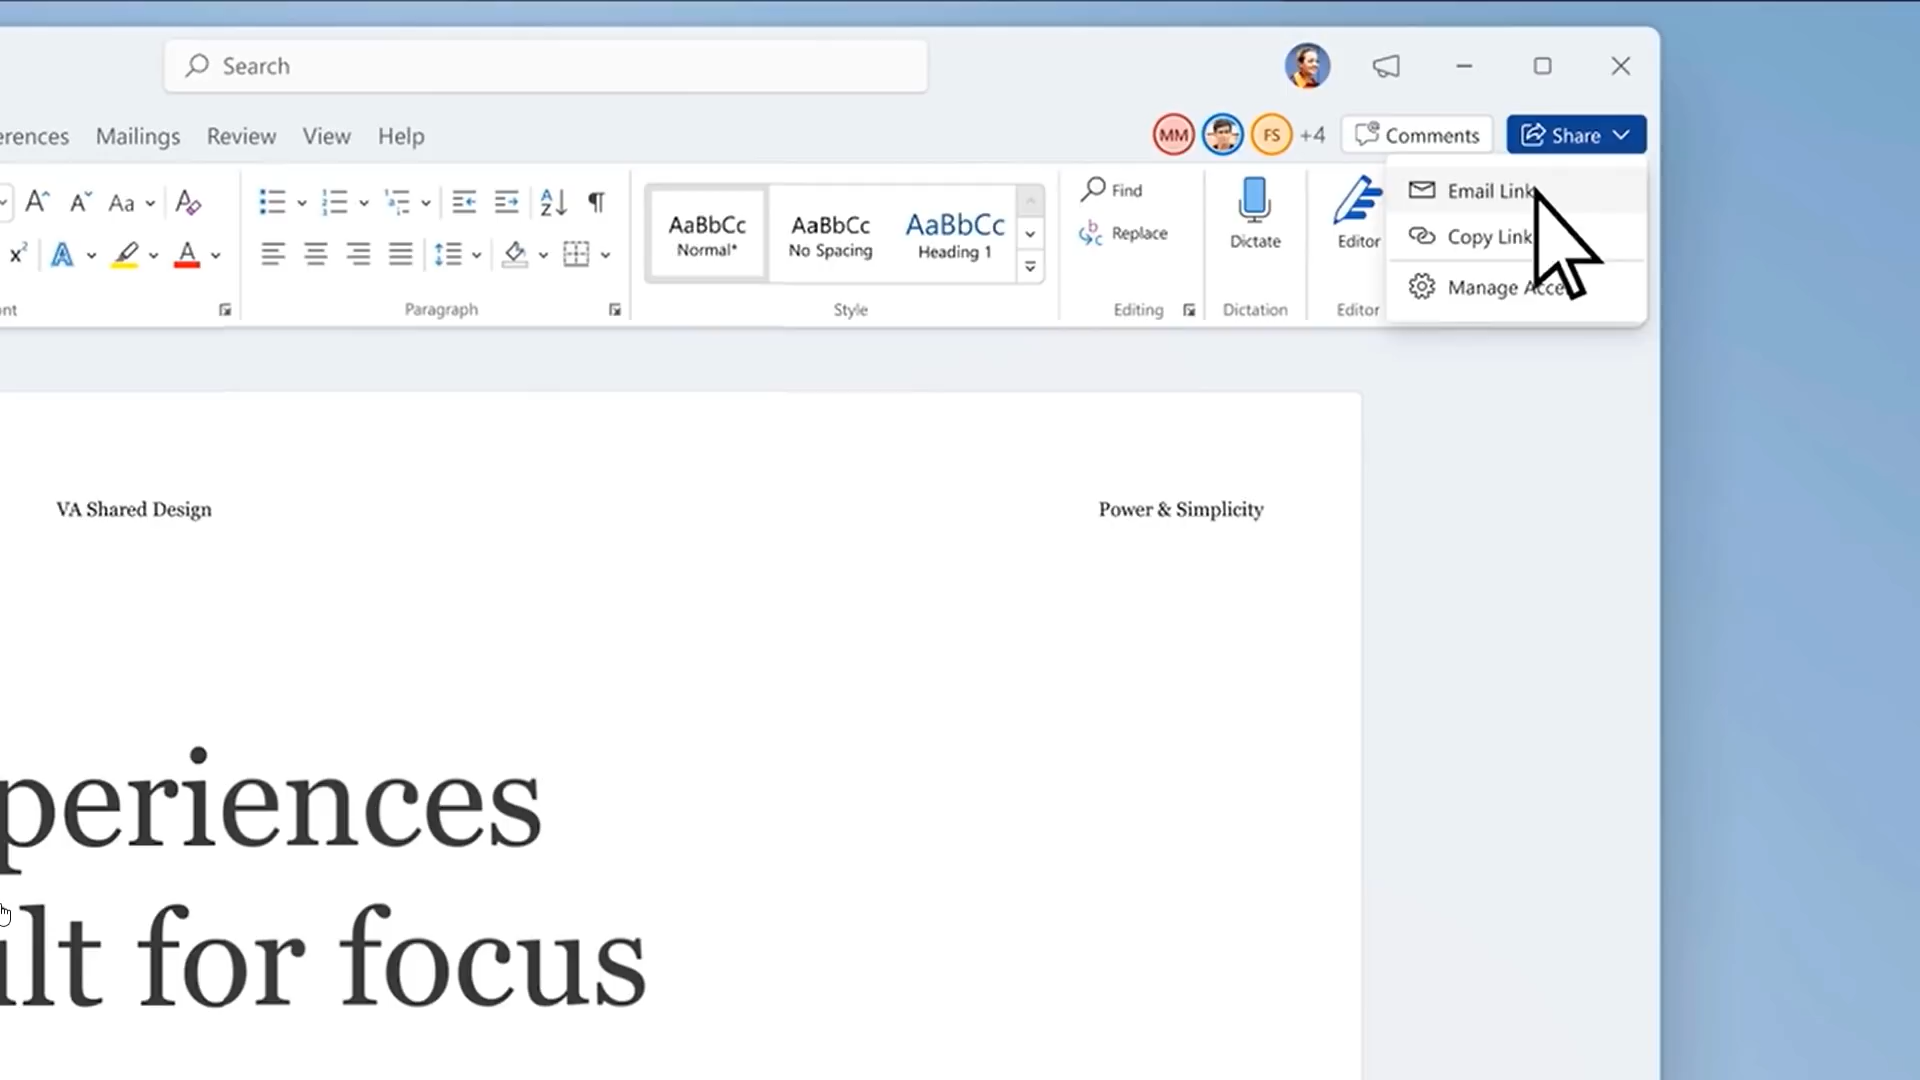 Search
Mailings Review View Help
MM FS +4 Comments Share
Aa
AaBbCc AaBbCc AaBbCc
Normal* No Spacing Heading 1
Find
Replace
Dictate
Editor
Email Link
Copy Link
Manage
Paragraph Style Editing Dictation Editor
VA Shared Design Power & Simplicity
periences
ilt for focus